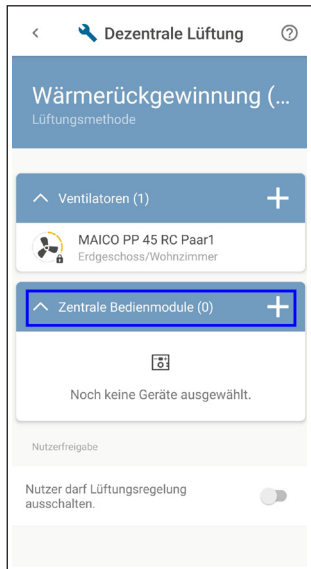 Dezentrale Lüftung
Wärmerückgewinnung (...
Lüftungsmethode
Ventilatoren (1)
MAICO PP 45 RC Paar1
Erdgeschoss/Wohnzimmer
Zentrale Bedienmodule (0)
Noch keine Geräte ausgewählt.
Nutzerfreigabe
Nutzer darf Lüftungsregelung
ausschalten.